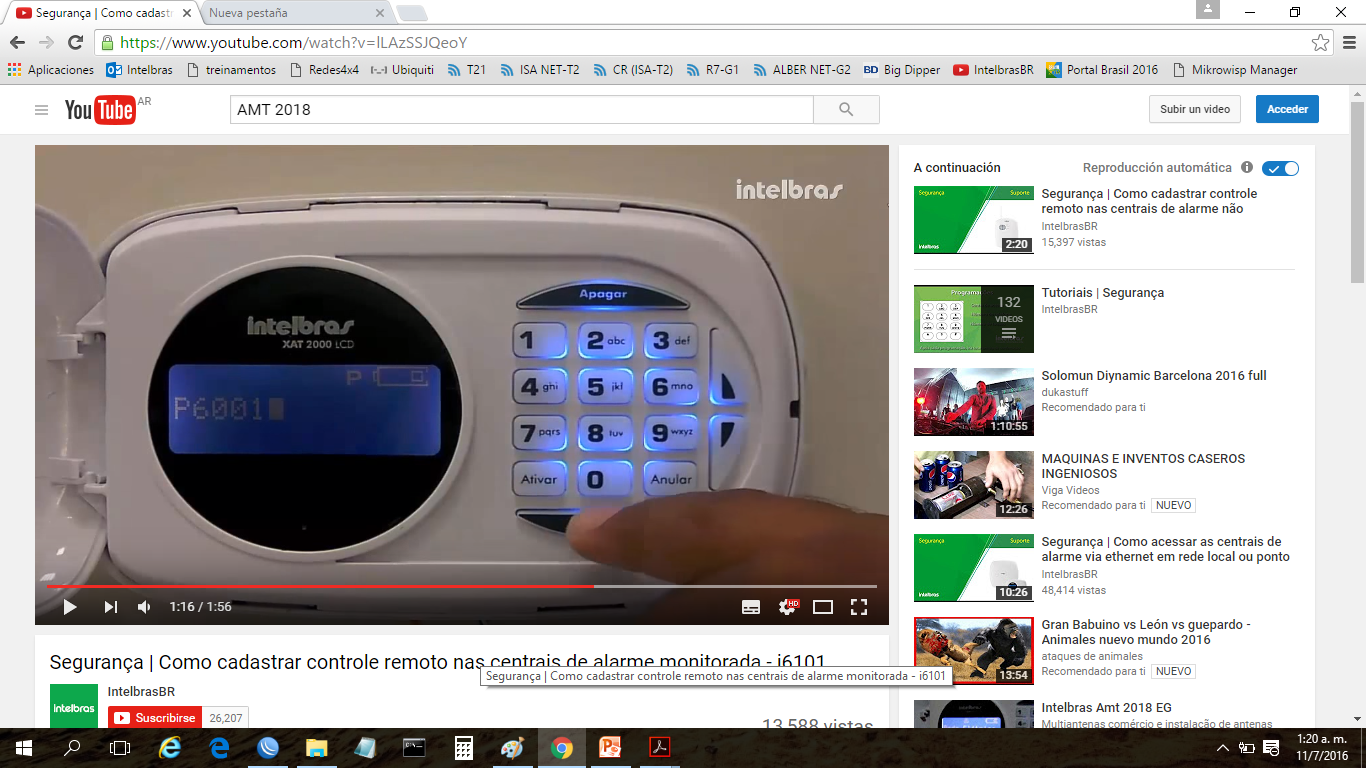 Segurança | Como cadastr
Nueva pestaña
https://www.youtube.com/watch?v=lLAzSSJQeoY
Aplicaciones
Intelbras
treinamentos
Redes4x4
Ubiquiti
T21
ISA NET-T2
CR (ISA-T2)
R7-G1
ALBER NET-G2
BD Big Dipper
IntelbrasBR
Portal Brasil 2016
Mikrowisp Manager
YouTube AR
AMT 2018
Subir un video
Acceder
intelbras
intelbras
XAT 2000 LCD
P
P6001
Apagar
1
2 abc
3 def
4 ghi
5 jkl
6 mno
7 pqrs
8 tuv
9 wxyz
Ativar
0
Anular
1:16 / 1:56
HD
Segurança | Como cadastrar controle remoto nas centrais de alarme monitorada - i6101
Segurança | Como cadastrar controle remoto nas centrais de alarme monitorada - i6101
intelbras
IntelbrasBR
Suscribirse
26,207
13,588 vistas
A continuación
Reproducción automática
Segurança
Suporte
intelbras
2:20
Segurança | Como cadastrar controle
remoto nas centrais de alarme não
IntelbrasBR
15,397 vistas
132
VIDEOS
Tutoriais | Segurança
IntelbrasBR
1:10:55
Solomun Diynamic Barcelona 2016 full
dukastuff
Recomendado para ti
12:26
MAQUINAS E INVENTOS CASEROS
INGENIOSOS
Viga Videos
Recomendado para ti
NUEVO
Segurança
Suporte
intelbras
10:26
Segurança | Como acessar as centrais de
alarme via ethernet em rede local ou ponto
IntelbrasBR
48,414 vistas
13:54
Gran Babuino vs León vs guepardo -
Animales nuevo mundo 2016
ataques de animales
Recomendado para ti
NUEVO
Intelbras Amt 2018 EG
Multiantenas comércio e instalação de antenas
1:20 a. m.
11/7/2016